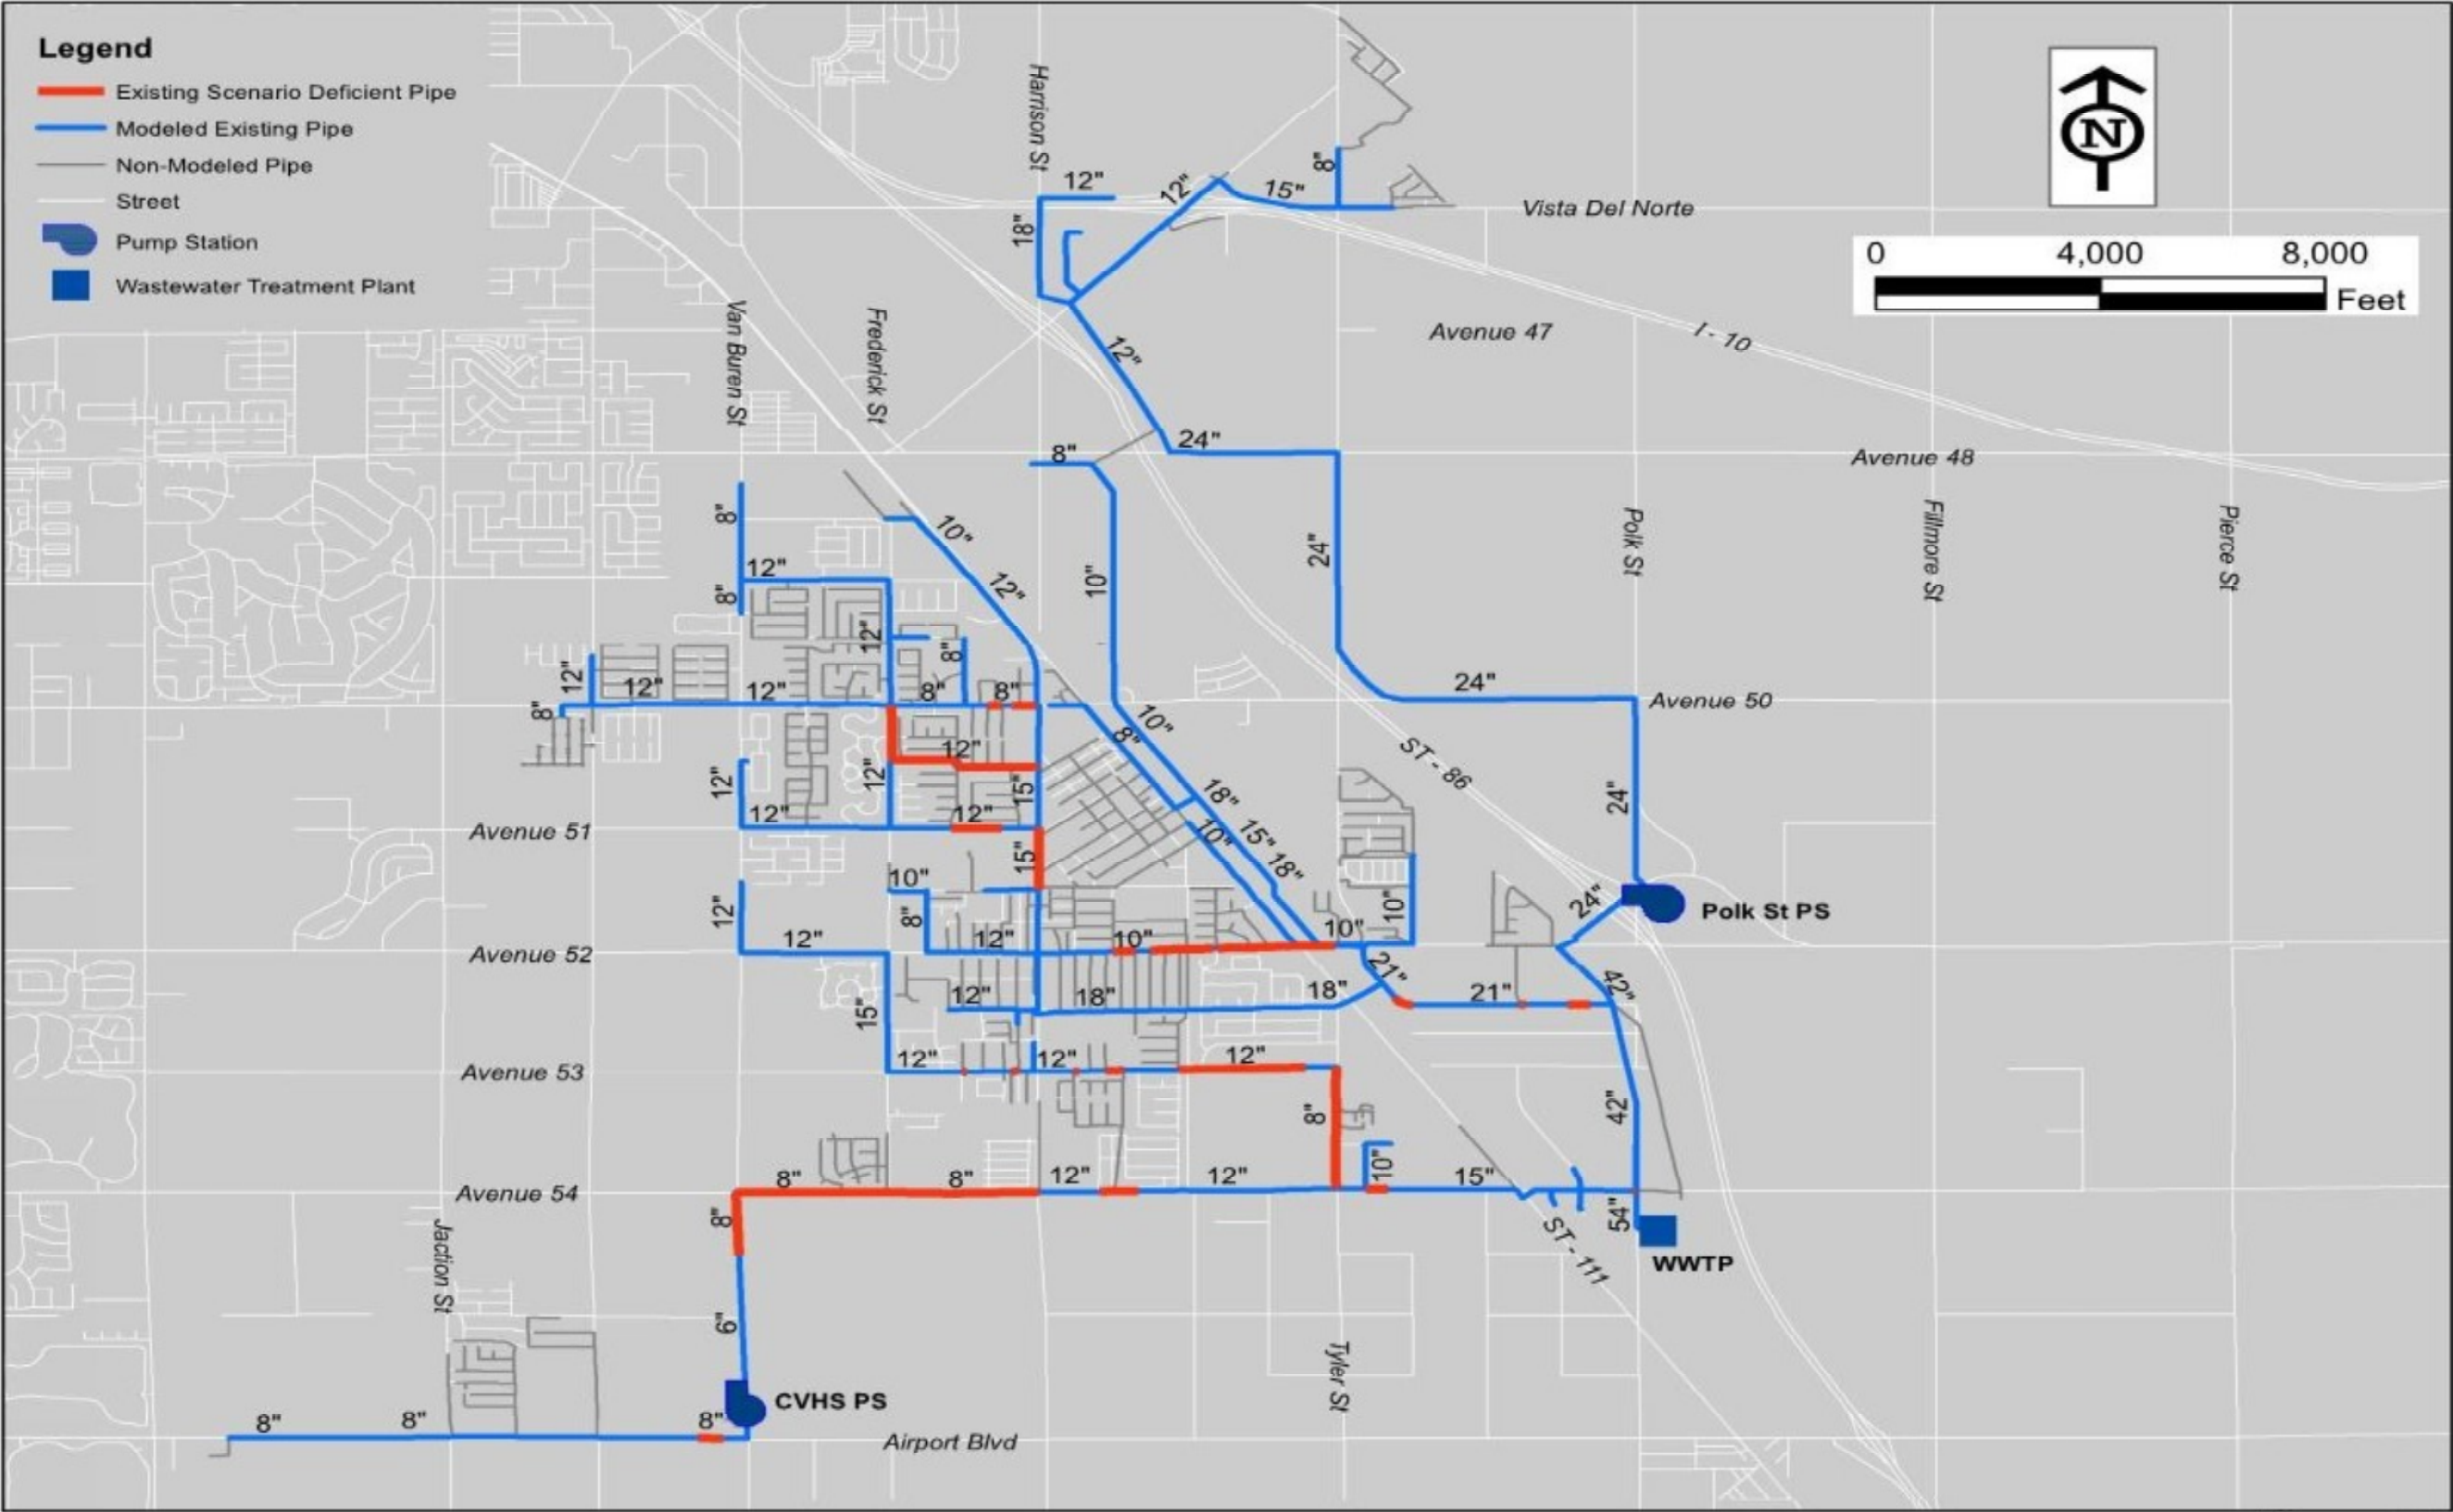 Legend
Existing Scenario Deficient Pipe
Modeled Existing Pipe
Non-Modeled Pipe
Street
Pump Station
Wastewater Treatment Plant
N
0 4,000 8,000
Feet
Harrison St
12"
12"
15"
8"
Vista Del Norte
18"
Avenue 47
I - 10
12"
Van Buren St
Frederick St
24"
8"
Avenue 48
8"
10"
24"
Polk St
Fillmore St
Pierce St
12"
8"
12"
10"
12"
8"
12"
12"
12"
8"
8"
24"
Avenue 50
8"
10"
8"
12"
ST - 86
12"
12"
15"
18"
24"
12"
12"
Avenue 51
10"
15"
18"
15"
10"
12"
8"
10"
24"
Polk St PS
12"
12"
10"
10"
Avenue 52
21"
42"
15"
12"
18"
18"
21"
12"
12"
12"
Avenue 53
8"
42"
8"
8"
12"
12"
10"
15"
Avenue 54
8"
54"
ST - 111
WWTP
Jaction St
6"
Tyler St
CVHS PS
8"
8"
8"
Airport Blvd